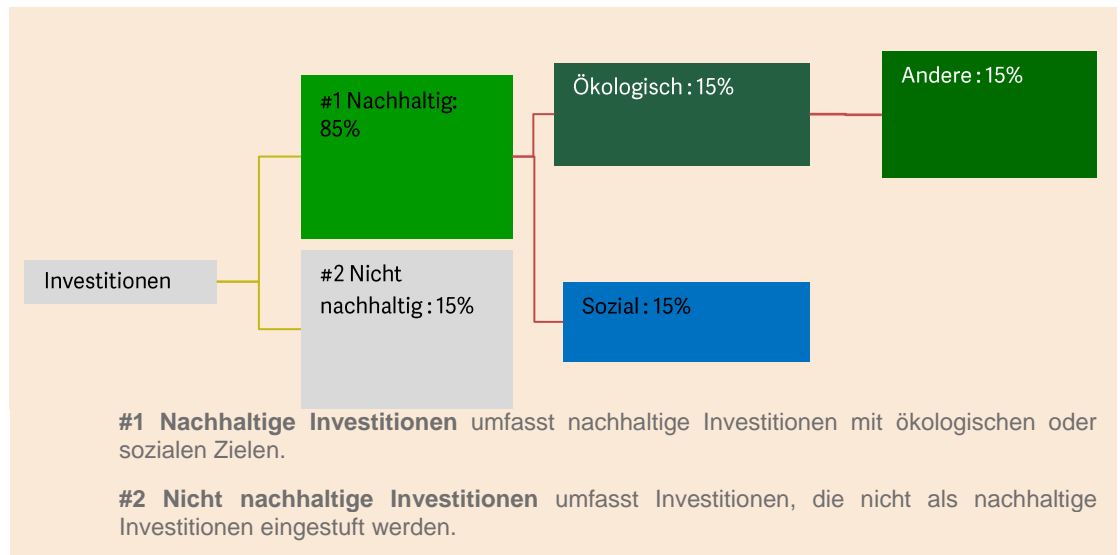 #1 Nachhaltig:
85%
Ökologisch : 15%
Andere : 15%
Investitionen
#2 Nicht
nachhaltig : 15%
Sozial : 15%
#1 Nachhaltige Investitionen umfasst nachhaltige Investitionen mit ökologischen oder
sozialen Zielen.
#2 Nicht nachhaltige Investitionen umfasst Investitionen, die nicht als nachhaltige
Investitionen eingestuft werden.